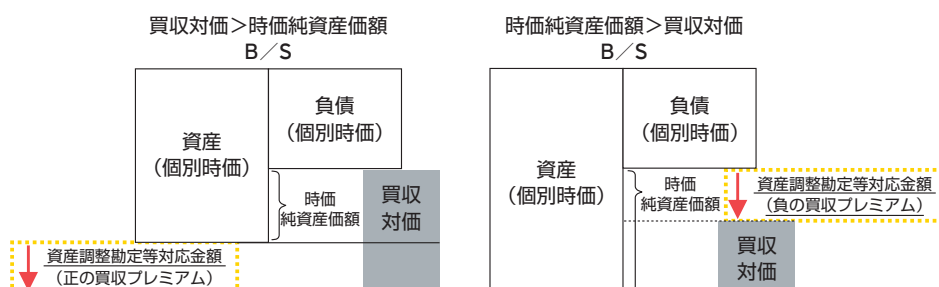 買収対価＞時価純資産価額
B／S
資産
（個別時価）
負債
（個別時価）
時価
純資産価額
買収
対価
資産調整勘定等対応金額
（正の買収プレミアム）
時価純資産価額＞買収対価
B／S
資産
（個別時価）
負債
（個別時価）
時価
純資産価額
資産調整勘定等対応金額
（負の買収プレミアム）
買収
対価